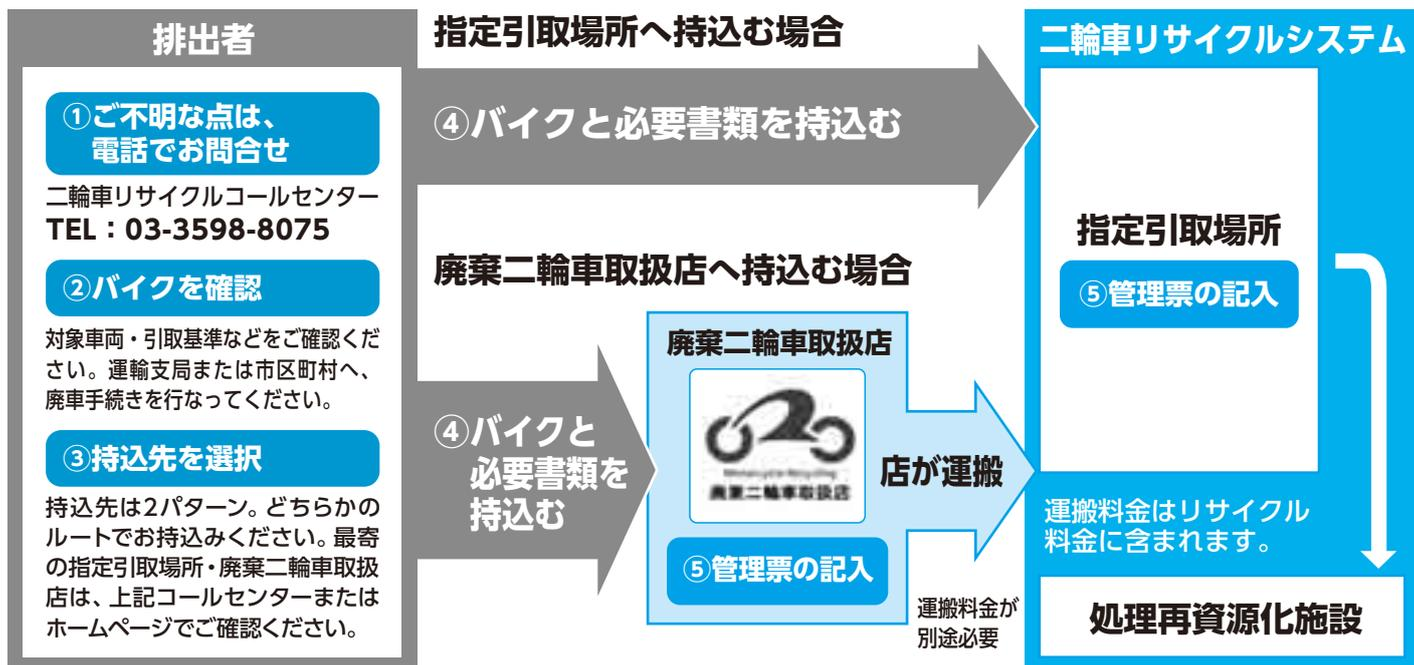 排出者
①ご不明な点は、
電話でお問合せ
二輪車リサイクルコールセンター
TEL：03-3598-8075
②バイクを確認
対象車両・引取基準などをご確認くだ
さい。運輸支局または市区町村へ、
廃車手続きを行なってください。
③持込先を選択
持込先は2パターン。どちらかの
ルートでお持込みください。最寄
の指定引取場所・廃棄二輪車取扱
店は、上記コールセンターまたは
ホームページでご確認ください。
指定引取場所へ持込む場合
④バイクと必要書類を持込む
廃棄二輪車取扱店へ持込む場合
④バイクと
必要書類を
持込む
廃棄二輪車取扱店
Motorcycle Recycling
廃棄二輪車取扱店
⑤管理票の記入
店が運搬
運搬料金が
別途必要
二輪車リサイクルシステム
指定引取場所
⑤管理票の記入
運搬料金はリサイクル
料金に含まれます。
処理再資源化施設